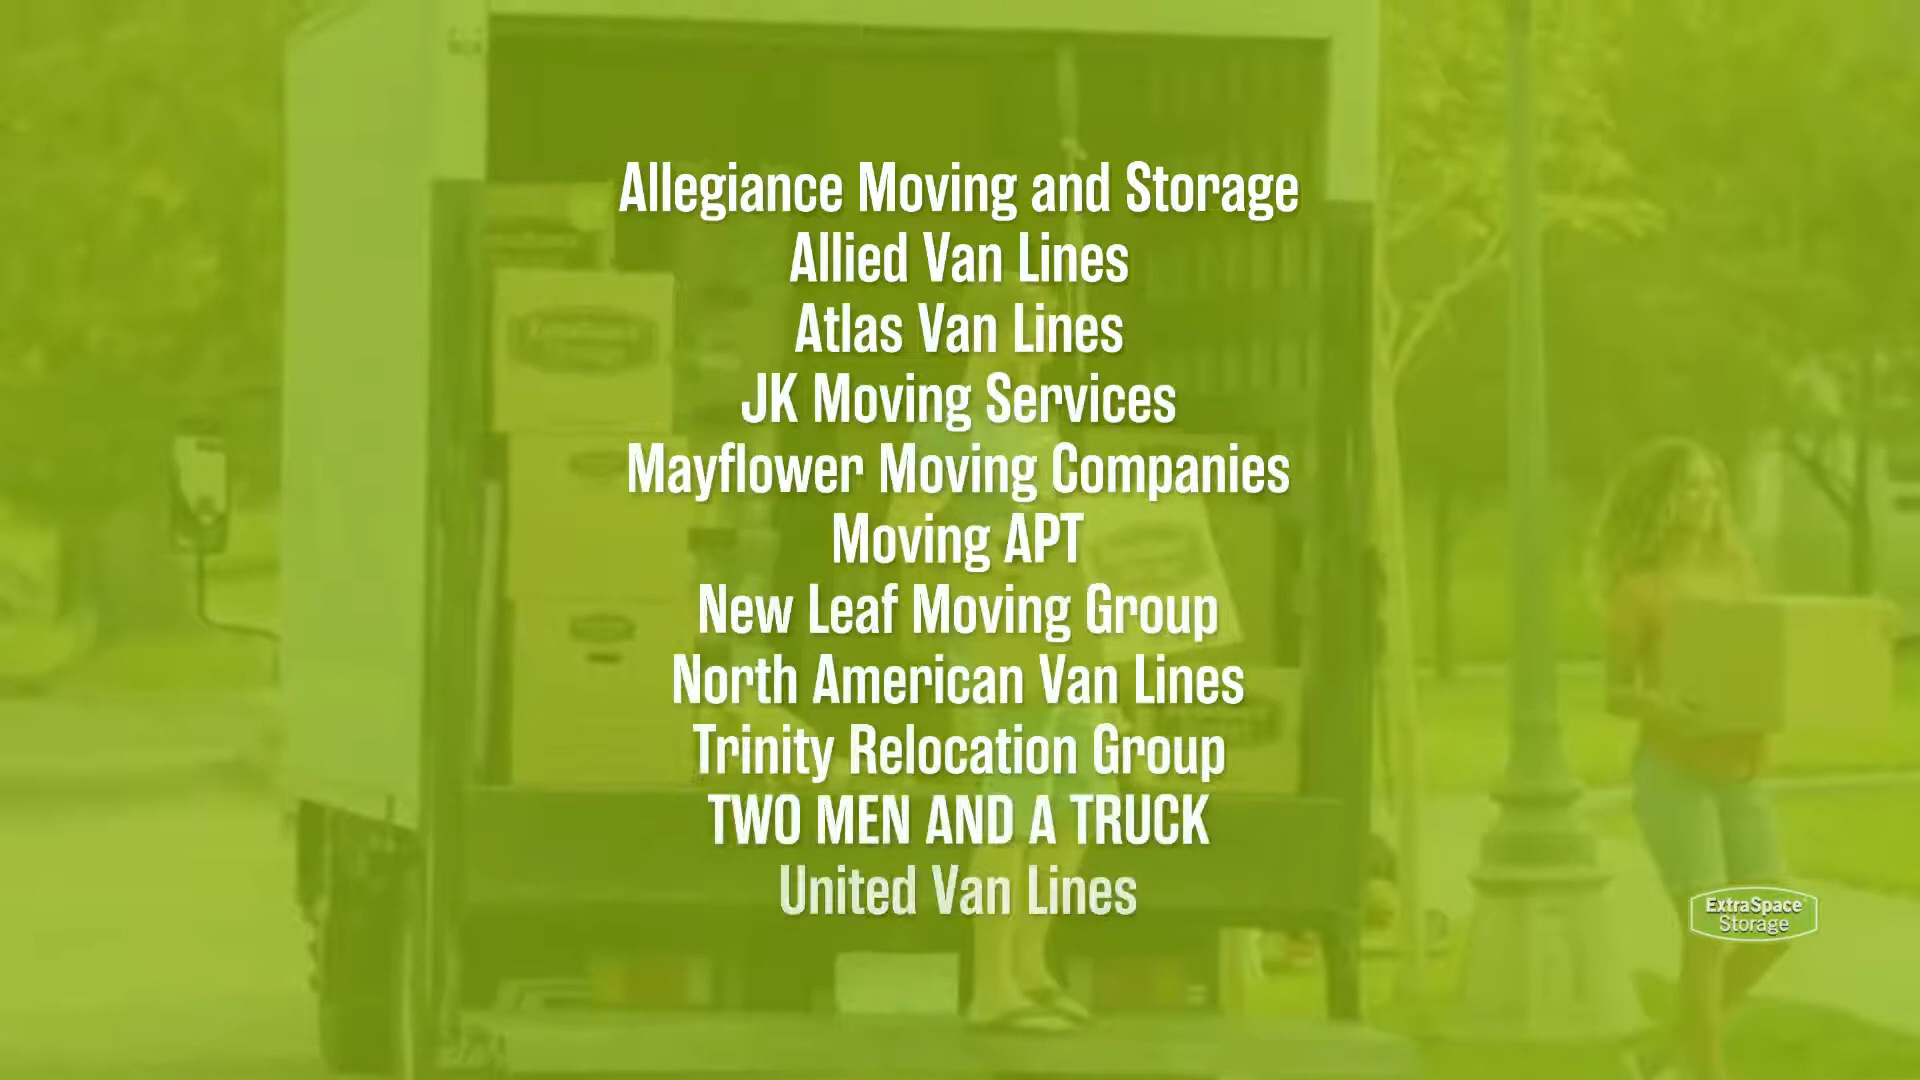 Allegiance Moving and Storage
Allied Van Lines
Atlas Van Lines
JK Moving Services
Mayflower Moving Companies
Moving APT
New Leaf Moving Group
North American Van Lines
Trinity Relocation Group
TWO MEN AND A TRUCK
United Van Lines
ExtraSpace
Storage